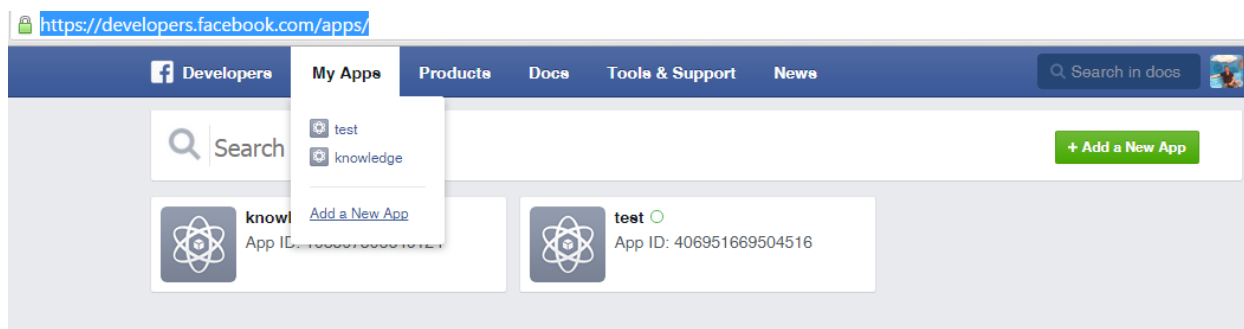 https://developers.facebook.com/apps/
Developers My Apps Products Docs Tools & Support News Search in docs
test
knowledge
Add a New App
Search
+ Add a New App
test
App ID: 406951669504516